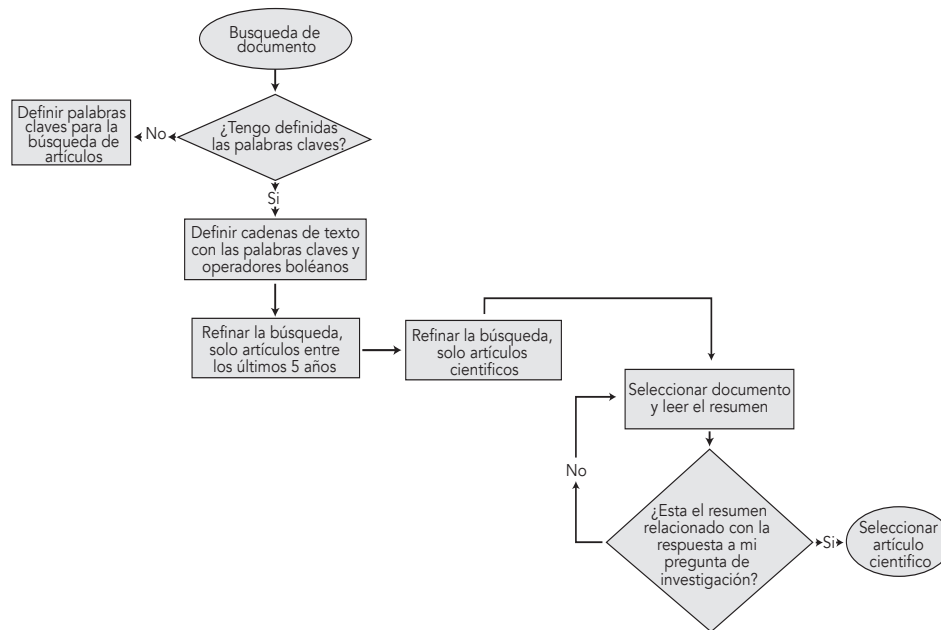 Busqueda de
documento
¿Tengo definidas
las palabras claves?
No
Definir palabras
claves para la
búsqueda de
artículos
Si
Definir cadenas de texto
con las palabras claves y
operadores boléanos
Refinar la búsqueda,
solo artículos entre
los últimos 5 años
Refinar la búsqueda,
solo artículos
cientificos
Seleccionar documento
y leer el resumen
No
¿Esta el resumen
relacionado con la
respuesta a mi
pregunta de
investigación?
Si
Seleccionar
artículo
cientifico